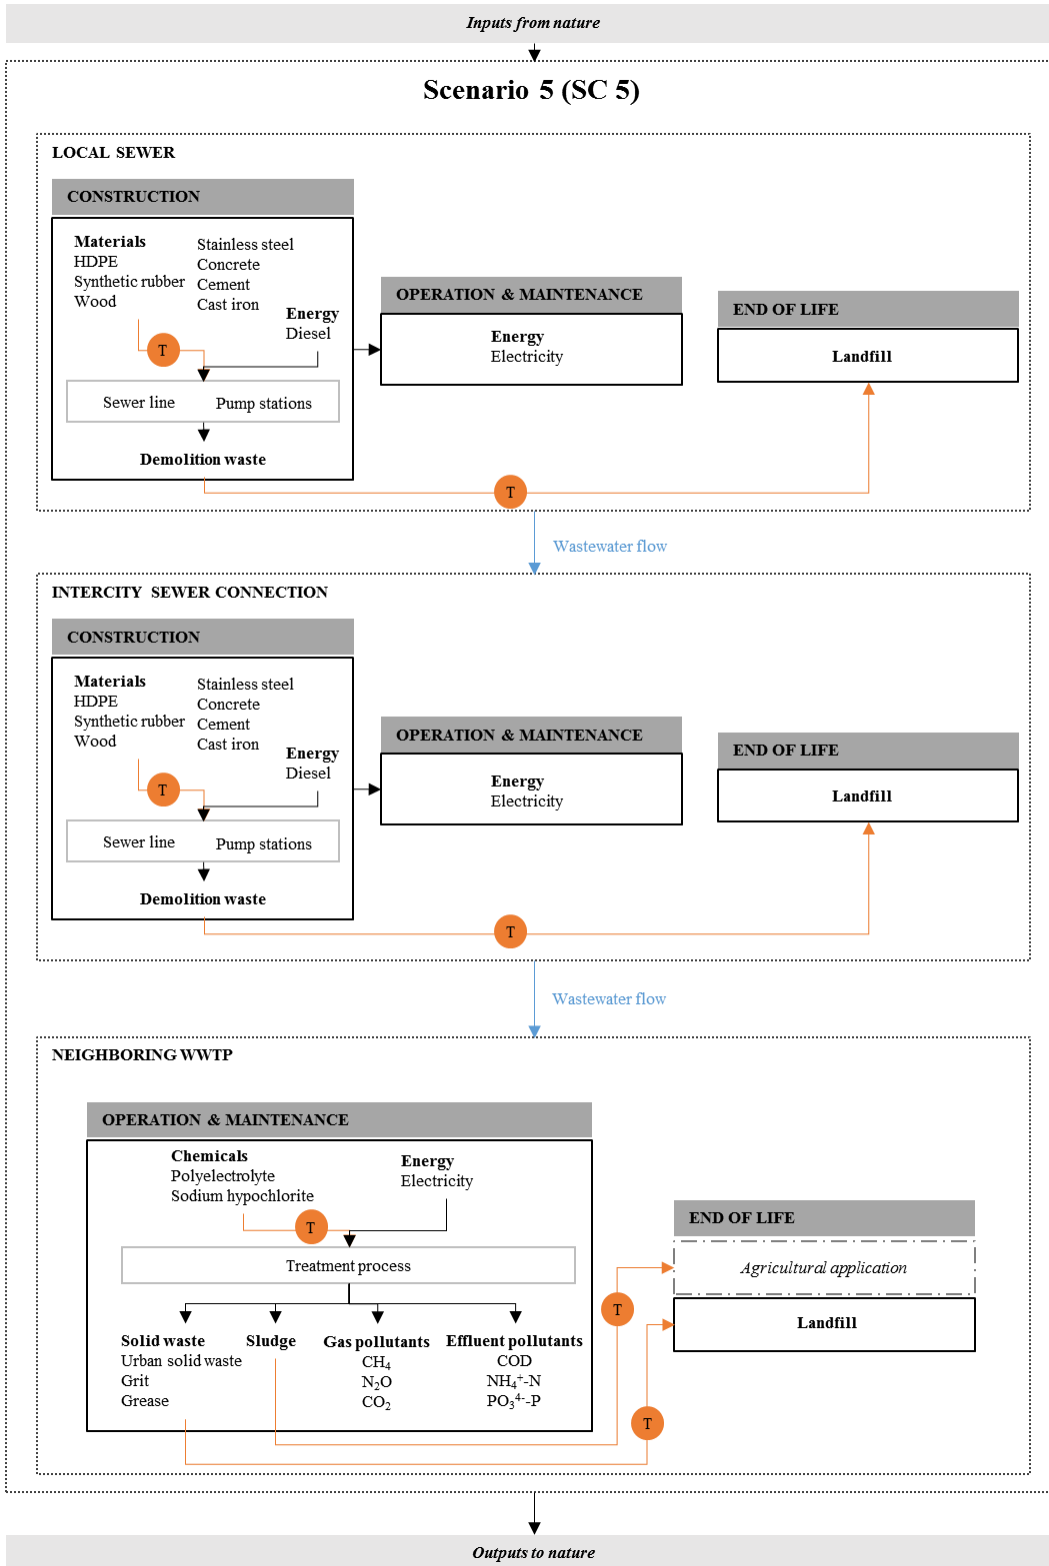 Inputs from nature
Scenario 5 (SC 5)
LOCAL SEWER
CONSTRUCTION
Materials
HDPE
Synthetic rubber
Wood
Stainless steel
Concrete
Cement
Cast iron
Energy
Diesel
T
Sewer line
Pump stations
Demolition waste
OPERATION & MAINTENANCE
Energy
Electricity
END OF LIFE
Landfill
T
Wastewater flow
INTERCITY SEWER CONNECTION
CONSTRUCTION
Materials
HDPE
Synthetic rubber
Wood
Stainless steel
Concrete
Cement
Cast iron
Energy
Diesel
T
Sewer line
Pump stations
Demolition waste
OPERATION & MAINTENANCE
Energy
Electricity
END OF LIFE
Landfill
T
Wastewater flow
NEIGHBORING WWTP
OPERATION & MAINTENANCE
Chemicals
Polyelectrolyte
Sodium hypochlorite
Energy
Electricity
T
Treatment process
Solid waste
Urban solid waste
Grit
Grease
Sludge
Gas pollutants
CH₄
N₂O
CO₂
Effluent pollutants
COD
NH₄⁺-N
PO₃⁴⁻-P
T
T
END OF LIFE
Agricultural application
Landfill
Outputs to nature